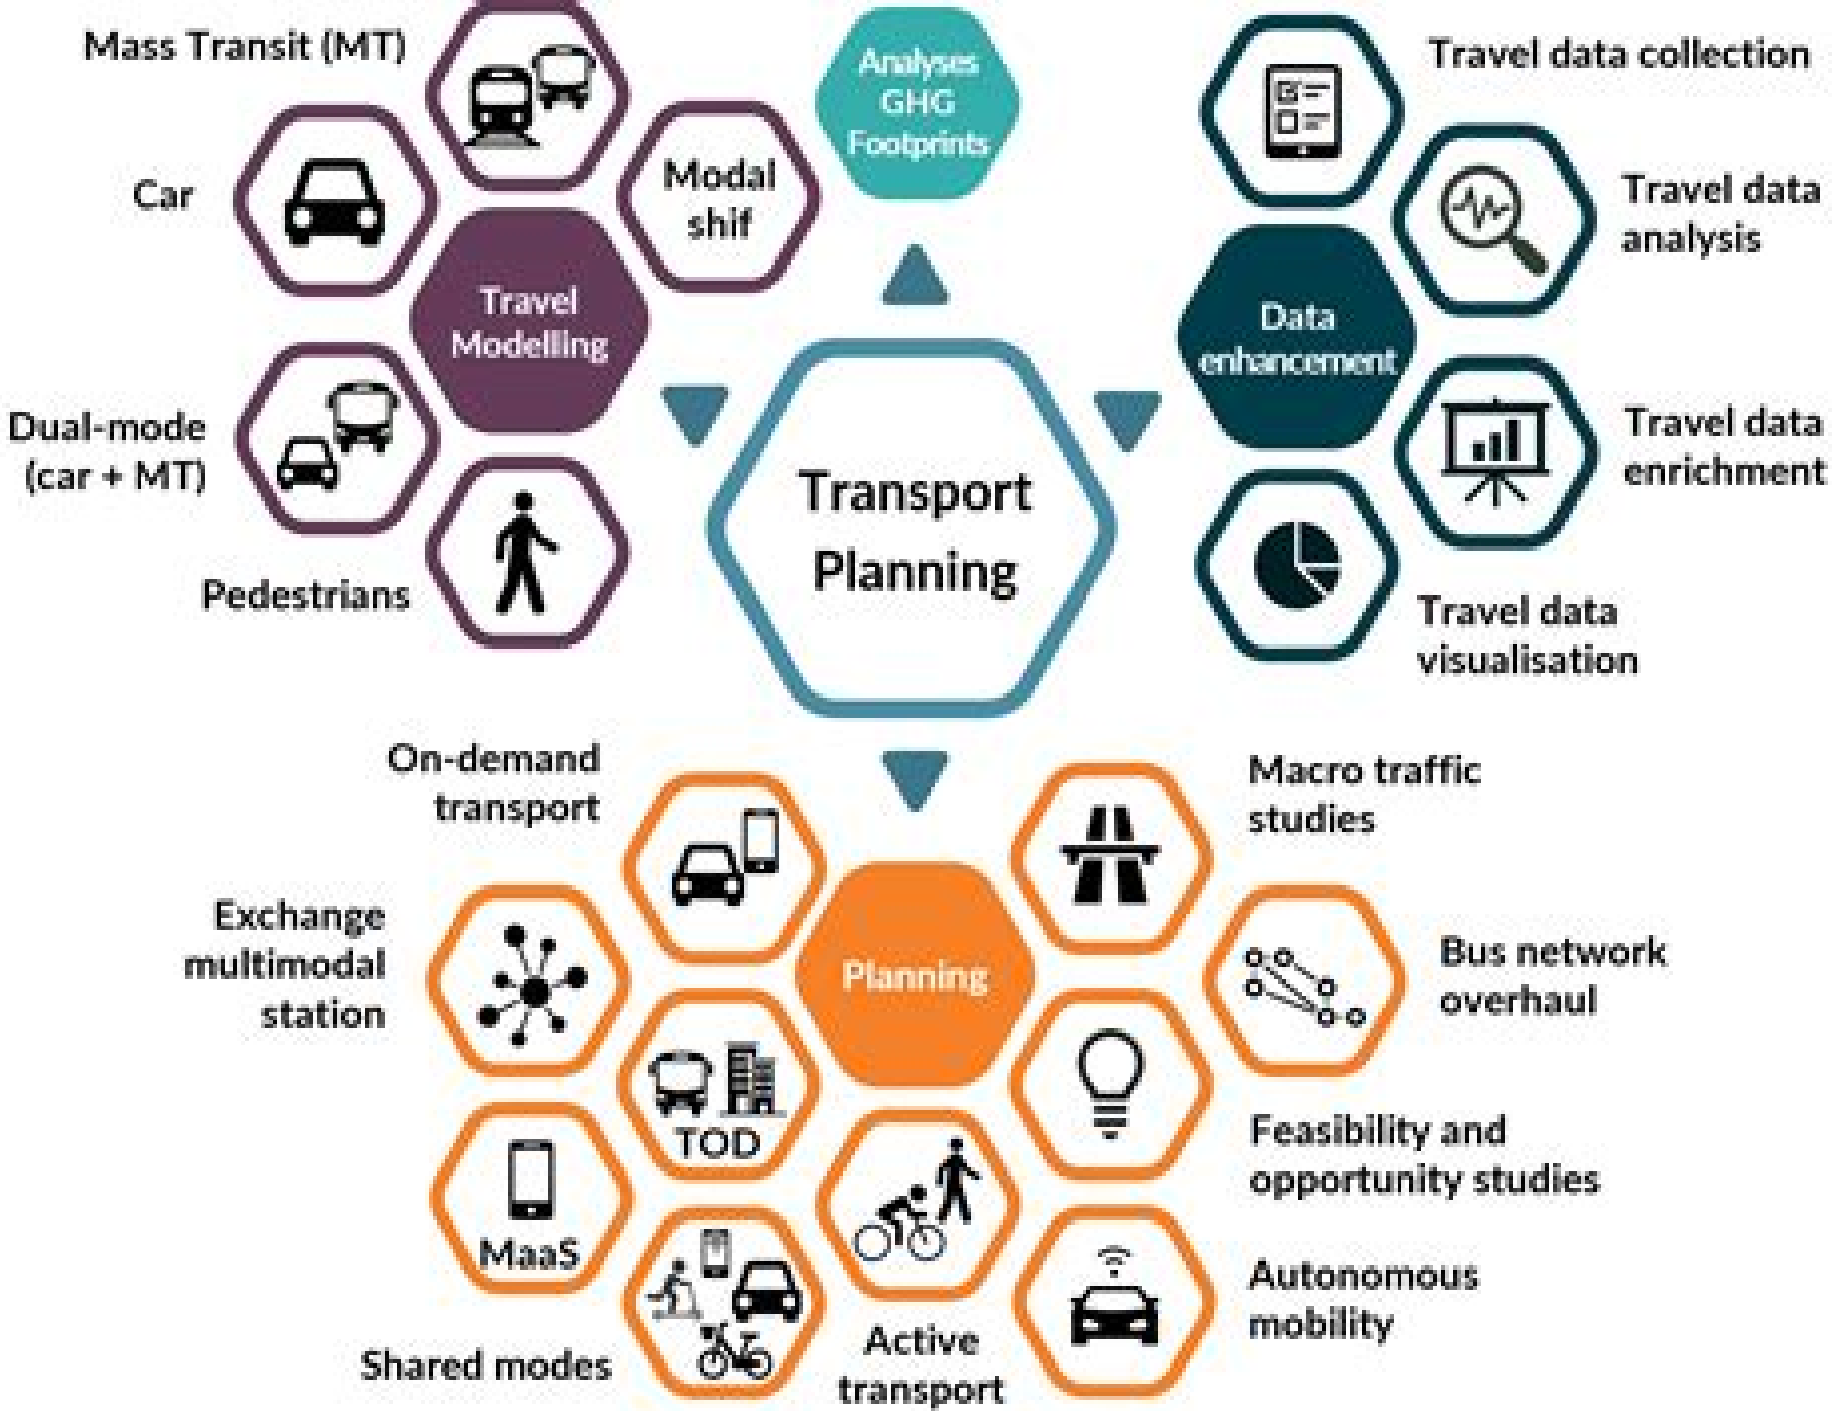 Mass Transit (MT)
Car
Modal
shif
Travel
Modelling
Dual-mode
(car + MT)
Pedestrians
Analyses
GHG
Footprints
Transport
Planning
Travel data collection
Travel data
analysis
Data
enhancement
Travel data
enrichment
Travel data
visualisation
On-demand
transport
Exchange
multimodal
station
Planning
TOD
MaaS
Shared modes
Active
transport
Macro traffic
studies
Bus network
overhaul
Feasibility and
opportunity studies
Autonomous
mobility